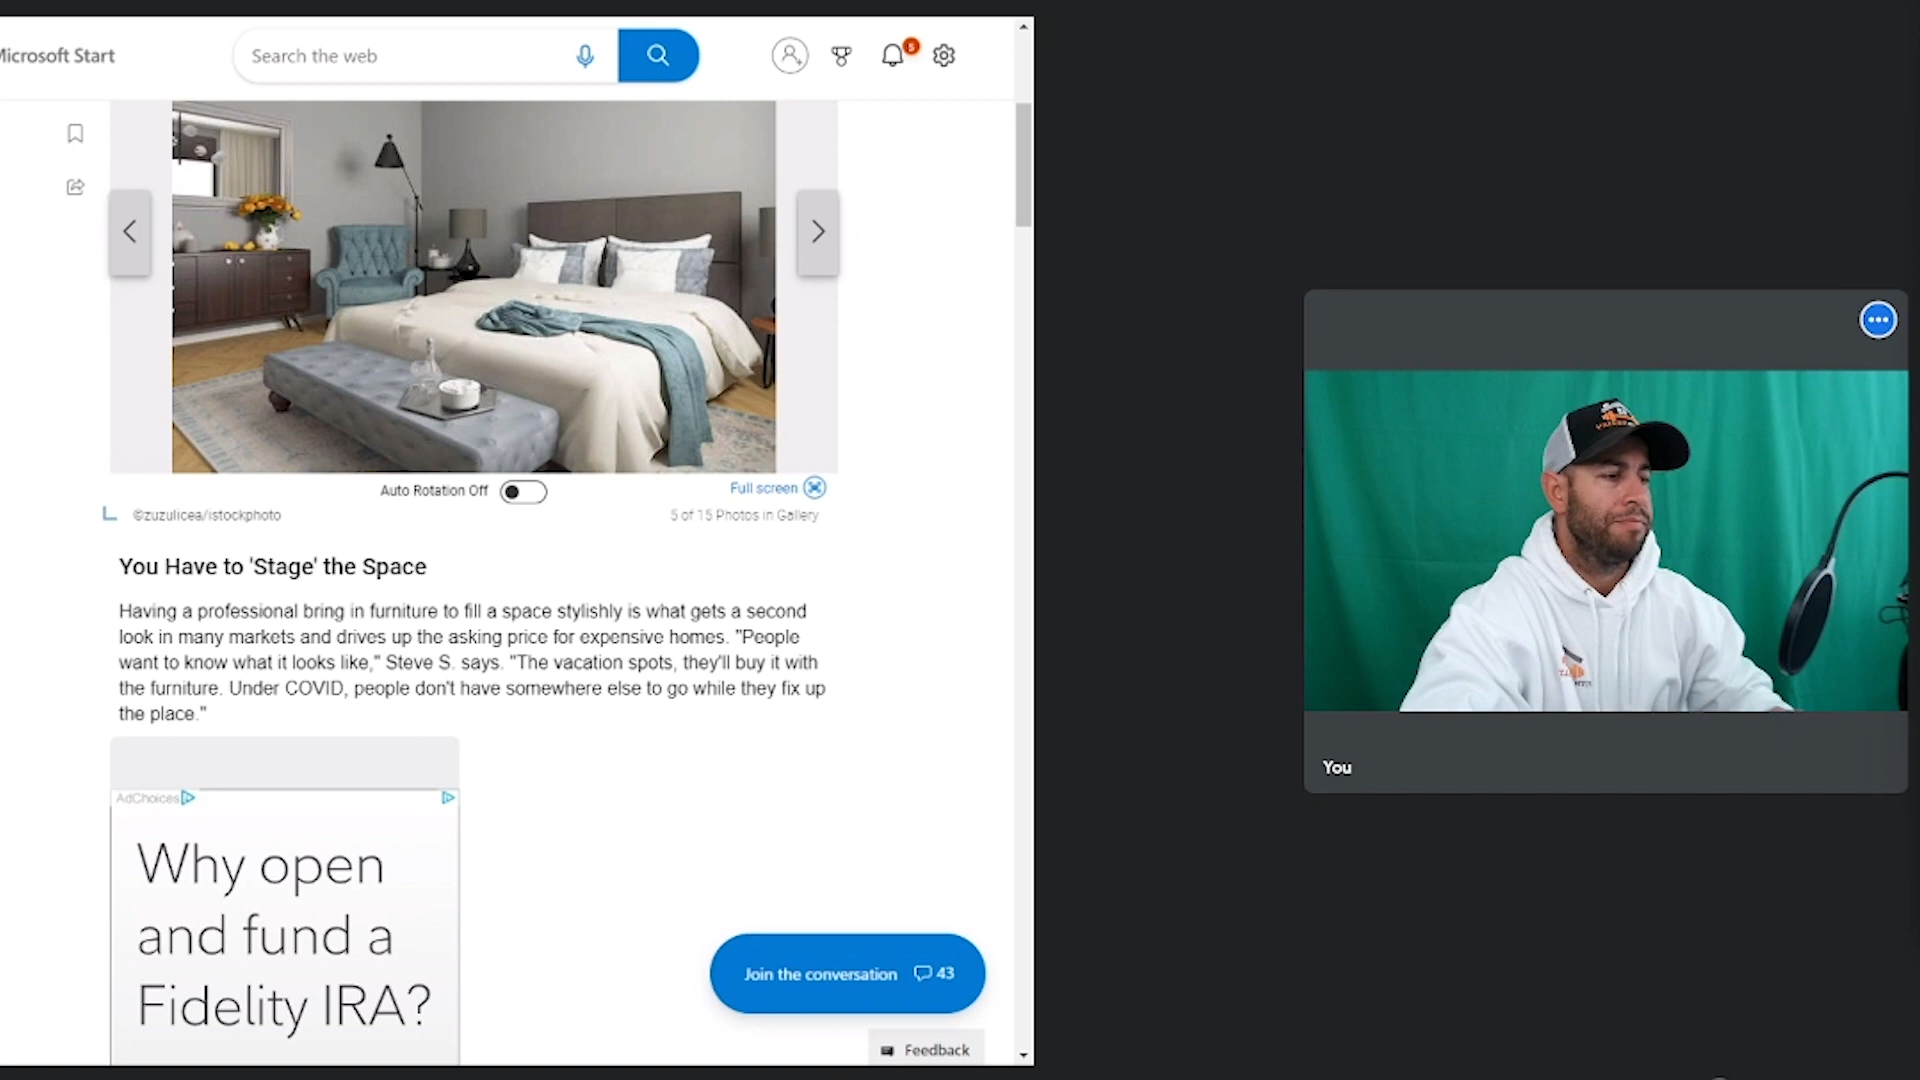 Microsoft Start
Search the web
5
Auto Rotation Off
Full screen
©zuzulicea/istockphoto
5 of 15 Photos in Gallery
You Have to 'Stage' the Space
Having a professional bring in furniture to fill a space stylishly is what gets a second
look in many markets and drives up the asking price for expensive homes. "People
want to know what it looks like," Steve S. says. "The vacation spots, they'll buy it with
the furniture. Under COVID, people don't have somewhere else to go while they fix up
the place."
AdChoices
Why open
and fund a
Fidelity IRA?
Join the conversation 43
Feedback
You